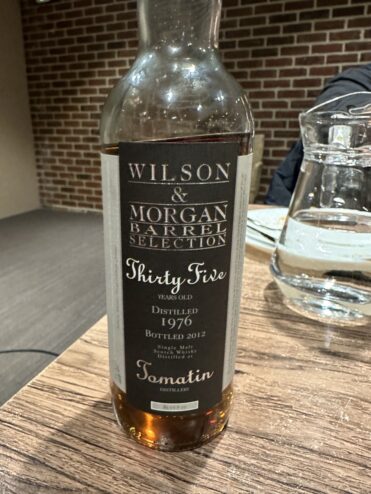 WILSON
&
MORGAN
BARREL
SELECTION
Thirty Five
YEARS OLD
DISTILLED
1976
BOTTLED 2012
Single Malt
Scotch Whisky
Distilled at
Tomatin
DISTILLERY